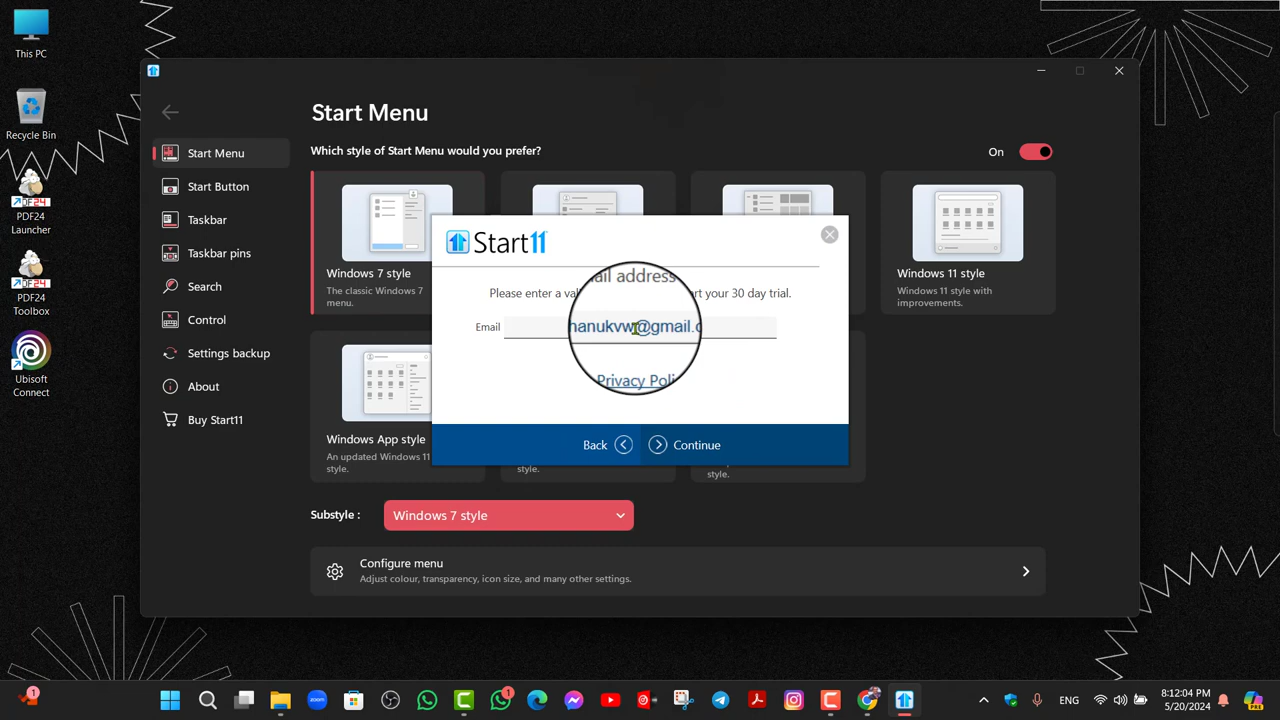 This PC
Recycle Bin
PDF24
Launcher
PDF24
Toolbox
Ubisoft
Connect
Start Menu
Start Button
Taskbar
Taskbar pins
Search
Control
Settings backup
About
Buy Start11
Start Menu
Which style of Start Menu would you prefer?
On
Windows 7 style
The classic Windows 7
menu.
Windows 11 style
Windows 11 style with
improvements.
Windows App style
An updated Windows 11
style.
style.
style.
Start11
ail address
Please enter a val rt your 30 day trial.
Email
hanukvw@gmail.c
Privacy Poli
Back
Continue
Substyle :
Windows 7 style
Configure menu
Adjust colour, transparency, icon size, and many other settings.
1
zoom
1
ENG
8:12:04 PM
5/20/2024
PRE